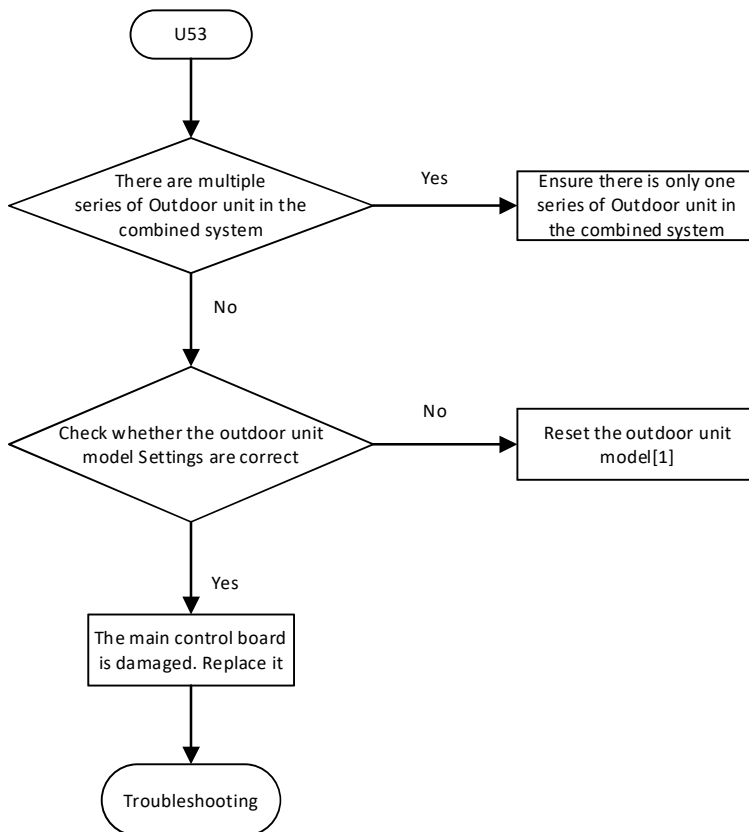 U53
There are multiple
series of Outdoor unit in the
combined system
Yes
Ensure there is only one
series of Outdoor unit in
the combined system
No
Check whether the outdoor unit
model Settings are correct
No
Reset the outdoor unit
model[1]
Yes
The main control board
is damaged. Replace it
Troubleshooting